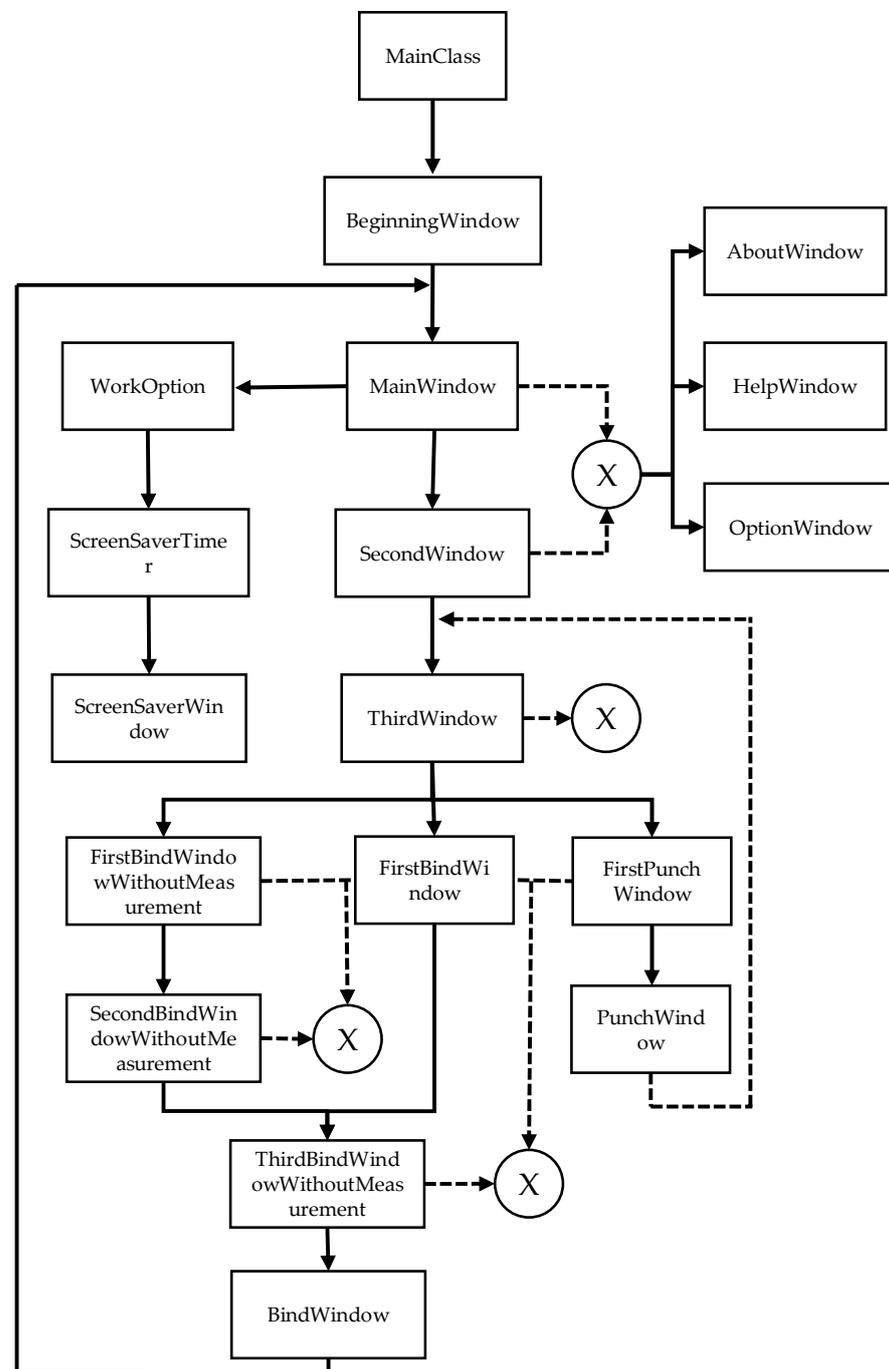 MainClass
BeginningWindow
AboutWindow
WorkOption
MainWindow
HelpWindow
X
ScreenSaverTime
r
SecondWindow
OptionWindow
ScreenSaverWin
dow
ThirdWindow
X
FirstBindWindo
wWithoutMeas
urement
FirstBindWi
ndow
FirstPunch
Window
SecondBindWin
dowWithoutMe
asurement
X
PunchWind
ow
ThirdBindWind
owWithoutMeas
urement
X
BindWindow